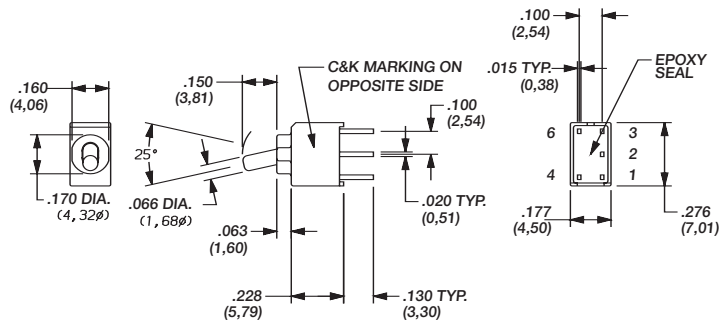 .160
(4,06)
.170 DIA.
(4,32ø)
25°
.150
(3,81)
C&K MARKING ON
OPPOSITE SIDE
.100
(2,54)
.066 DIA.
(1,68ø)
.020 TYP.
(0,51)
.063
(1,60)
.228
(5,79)
.130 TYP.
(3,30)
.100
(2,54)
.015 TYP.
(0,38)
EPOXY
SEAL
6
3
2
4
1
.177
(4,50)
.276
(7,01)